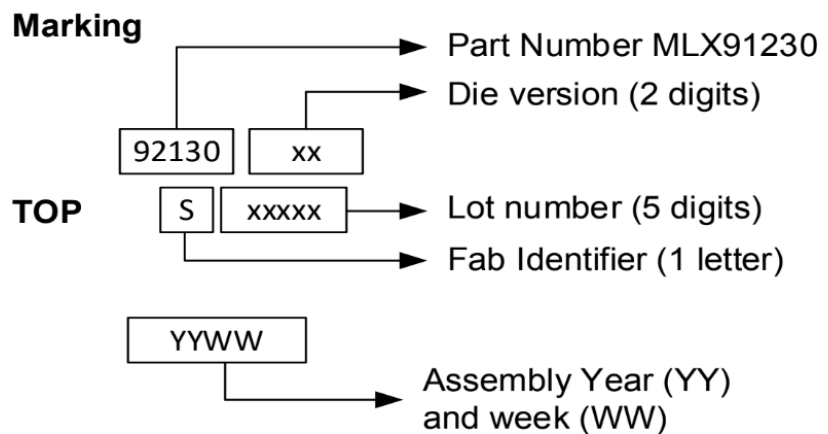 Marking
Part Number MLX91230
Die version (2 digits)
92130 xx
TOP S xxxxx Lot number (5 digits)
Fab Identifier (1 letter)
YYWW
Assembly Year (YY)
and week (WW)